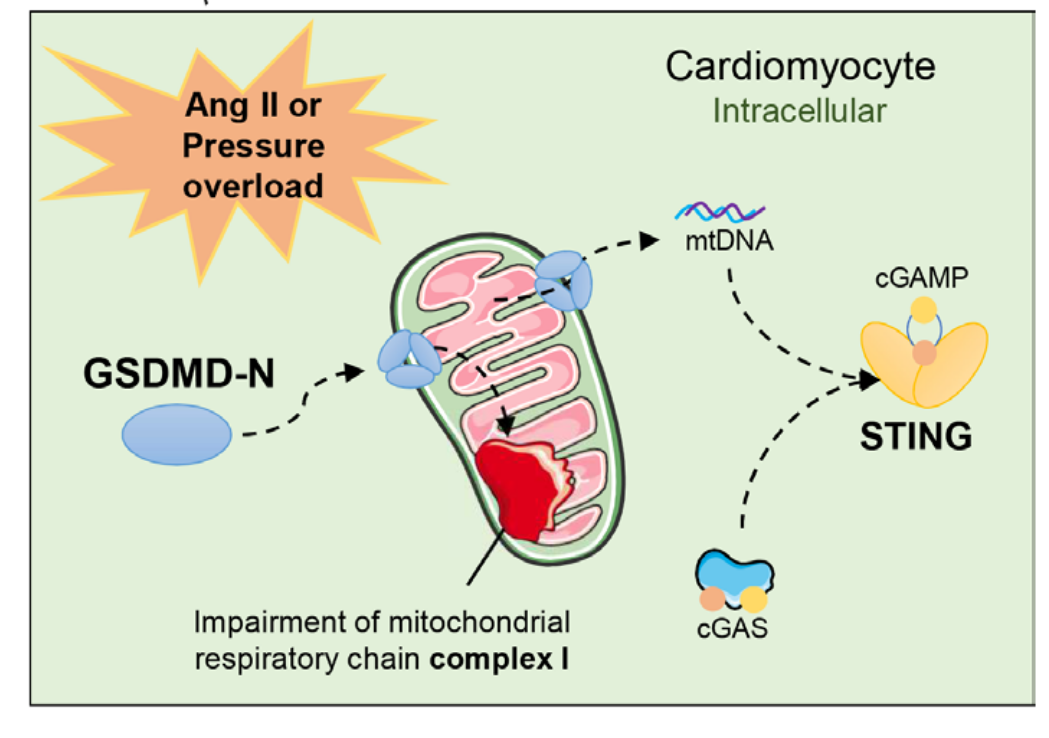 Ang II or
Pressure
overload
Cardiomyocyte
Intracellular
mtDNA
cGAMP
GSDMD-N
STING
cGAS
Impairment of mitochondrial
respiratory chain complex I